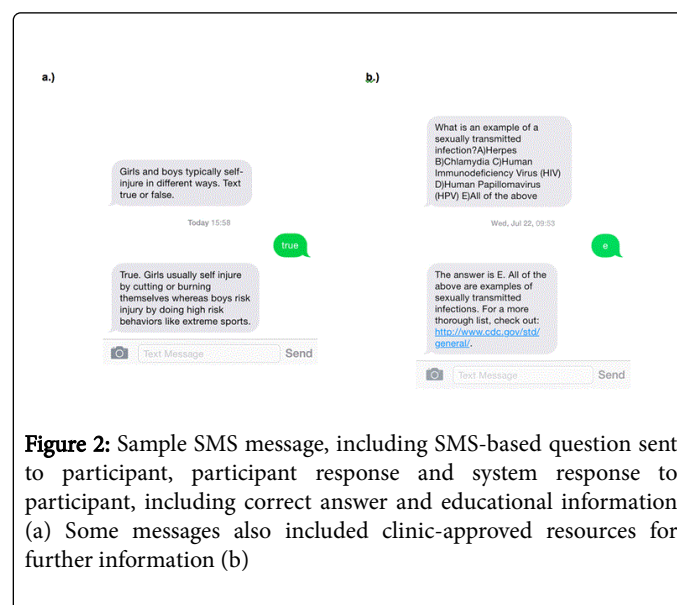 a.)
Girls and boys typically self-
injure in different ways. Text
true or false.
Today 15:58
true
True. Girls usually self injure
by cutting or burning
themselves whereas boys risk
injury by doing high risk
behaviors like extreme sports.
Text Message
Send
b.)
What is an example of a
sexually transmitted
infection?A)Herpes
B)Chlamydia C)Human
Immunodeficiency Virus (HIV)
D)Human Papillomavirus
(HPV) E)All of the above
Wed, Jul 22, 09:53
e
The answer is E. All of the
above are examples of
sexually transmitted
infections. For a more
thorough list, check out:
http://www.cdc.gov/std/
general/.
Text Message
Send
Figure 2: Sample SMS message, including SMS-based question sent
to participant, participant response and system response to
participant, including correct answer and educational information
(a) Some messages also included clinic-approved resources for
further information (b)